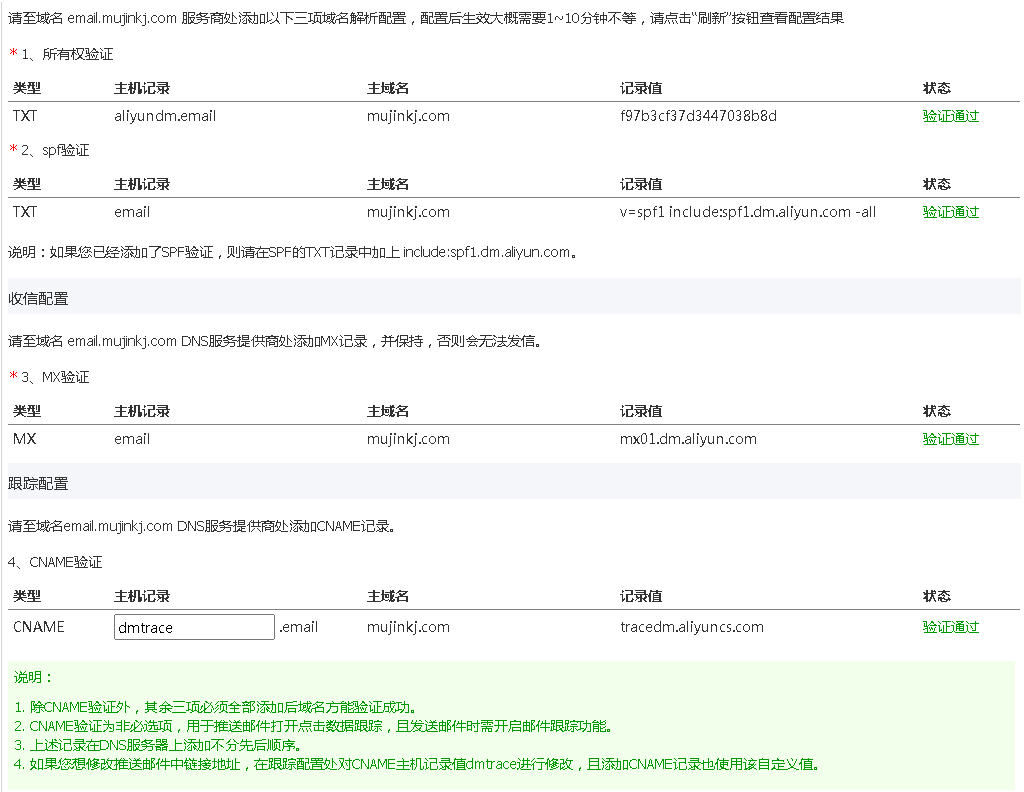 请至域名 email.mujinkj.com 服务商处添加以下三项域名解析配置，配置后生效大概需要1~10分钟不等，请点击“刷新”按钮查看配置结果
* 1、所有权验证
类型 主机记录 主域名 记录值 状态
TXT aliyundm.email mujinkj.com f97b3cf37d3447038b8d 验证通过
* 2、spf验证
类型 主机记录 主域名 记录值 状态
TXT email mujinkj.com v=spf1 include:spf1.dm.aliyun.com -all 验证通过
说明：如果您已经添加了SPF验证，则请在SPF的TXT记录中加上 include:spf1.dm.aliyun.com。
收信配置
请至域名 email.mujinkj.com DNS服务提供商处添加MX记录，并保持，否则会无法发信。
* 3、MX验证
类型 主机记录 主域名 记录值 状态
MX email mujinkj.com mx01.dm.aliyun.com 验证通过
跟踪配置
请至域名email.mujinkj.com DNS服务提供商处添加CNAME记录。
4、CNAME验证
类型 主机记录 主域名 记录值 状态
CNAME dmtrace .email mujinkj.com tracedm.aliyuncs.com 验证通过
说明：
1. 除CNAME验证外，其余三项必须全部添加后域名方能验证成功。
2. CNAME验证为非必选项，用于推送邮件打开点击数据跟踪，且发送邮件时需开启邮件跟踪功能。
3. 上述记录在DNS服务器上添加不分先后顺序。
4. 如果您想修改推送邮件中链接地址，在跟踪配置处对CNAME主机记录值dmtrace进行修改，且添加CNAME记录也使用该自定义值。